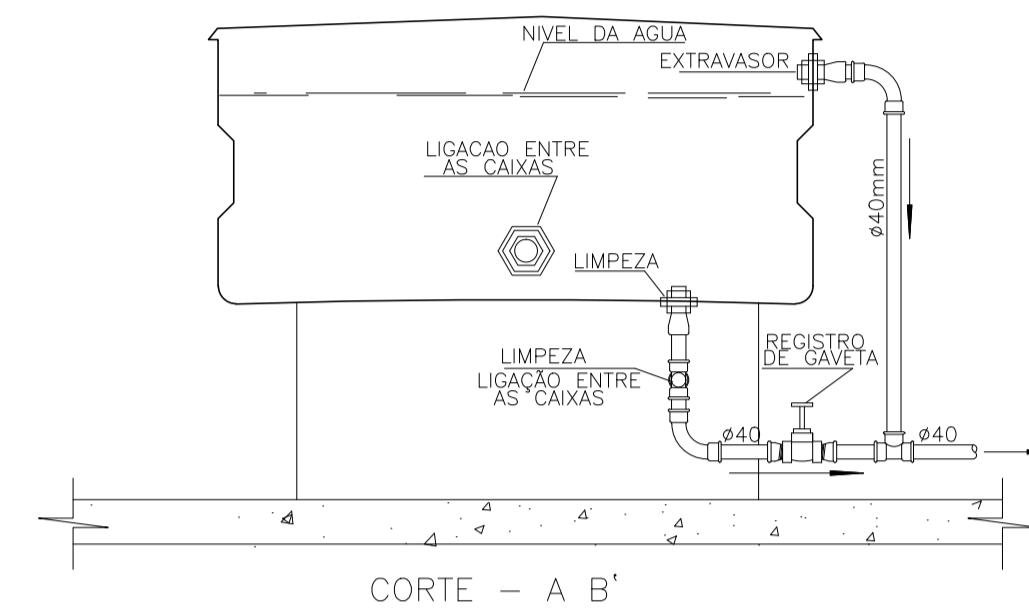 NIVEL DA AGUA
EXTRAVASOR
LIGACAO ENTRE
AS CAIXAS
ø40mm
LIMPEZA
REGISTRO
DE GAVETA
LIMPEZA
LIGAÇÃO ENTRE
AS CAIXAS
ø40
ø40
CORTE – A B'